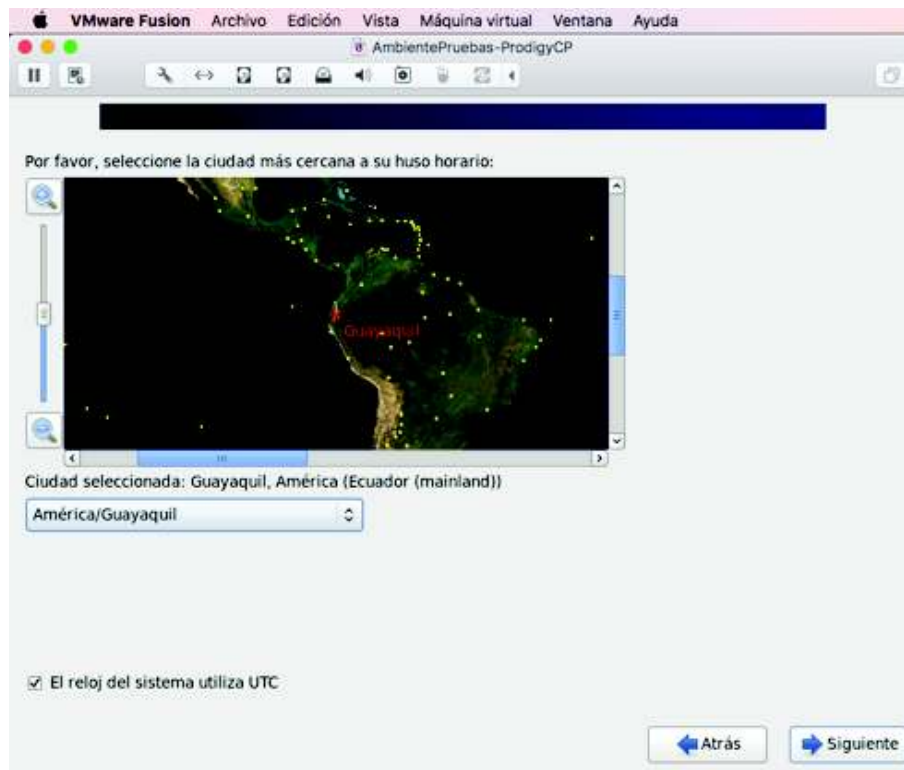 VMware Fusion Archivo Edición Vista Máquina virtual Ventana Ayuda
AmbientePruebas-ProdigyCP
Por favor, seleccione la ciudad más cercana a su huso horario:
Guayaquil
Ciudad seleccionada: Guayaquil, América (Ecuador (mainland))
América/Guayaquil
El reloj del sistema utiliza UTC
Atrás Siguiente